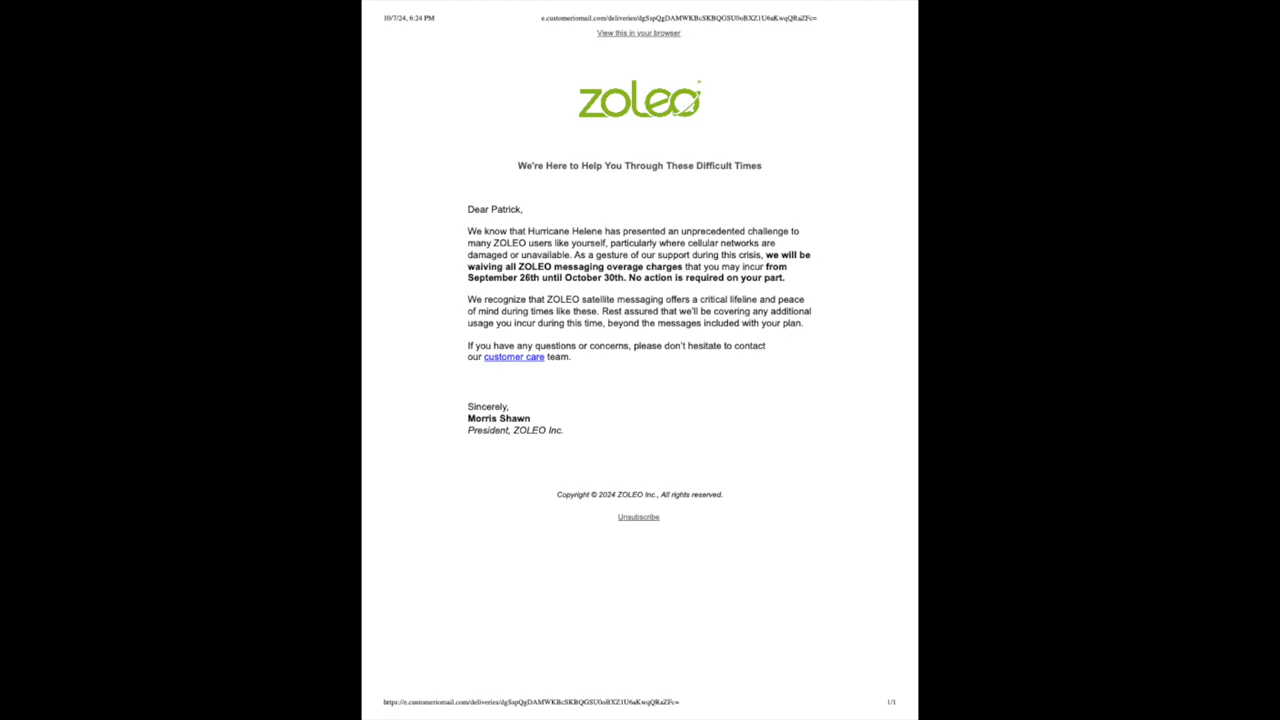 10/7/24, 6:24 PM
e.customeriomail.com/deliveries/dgSspQgDAMWKBcSKBQGSU0oBXZ1U6aKwqQRaZFc=
View this in your browser
zoleo
We're Here to Help You Through These Difficult Times
Dear Patrick,
We know that Hurricane Helene has presented an unprecedented challenge to
many ZOLEO users like yourself, particularly where cellular networks are
damaged or unavailable. As a gesture of our support during this crisis, we will be
waiving all ZOLEO messaging overage charges that you may incur from
September 26th until October 30th. No action is required on your part.
We recognize that ZOLEO satellite messaging offers a critical lifeline and peace
of mind during times like these. Rest assured that we'll be covering any additional
usage you incur during this time, beyond the messages included with your plan.
If you have any questions or concerns, please don't hesitate to contact
our customer care team.
Sincerely,
Morris Shawn
President, ZOLEO Inc.
Copyright © 2024 ZOLEO Inc., All rights reserved.
Unsubscribe
https://e.customeriomail.com/deliveries/dgSspQgDAMWKBcSKBQGSU0oBXZ1U6aKwqQRaZFc=
1/1